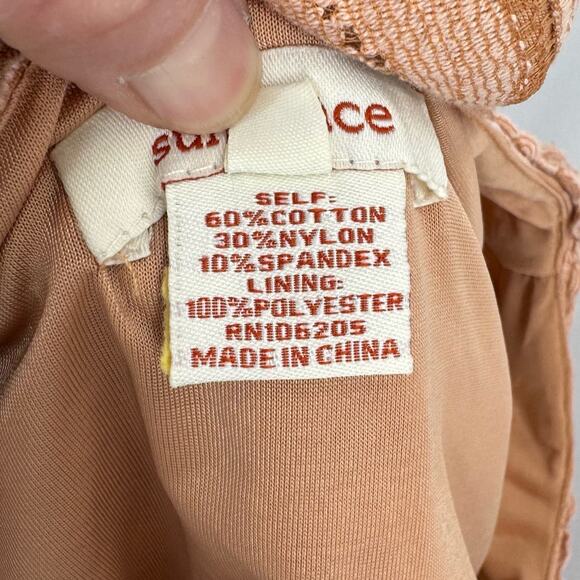 SELF:
60%COTTON
30%NYLON
10%SPANDEX
LINING:
100%POLYESTER
RN106205
MADE IN CHINA